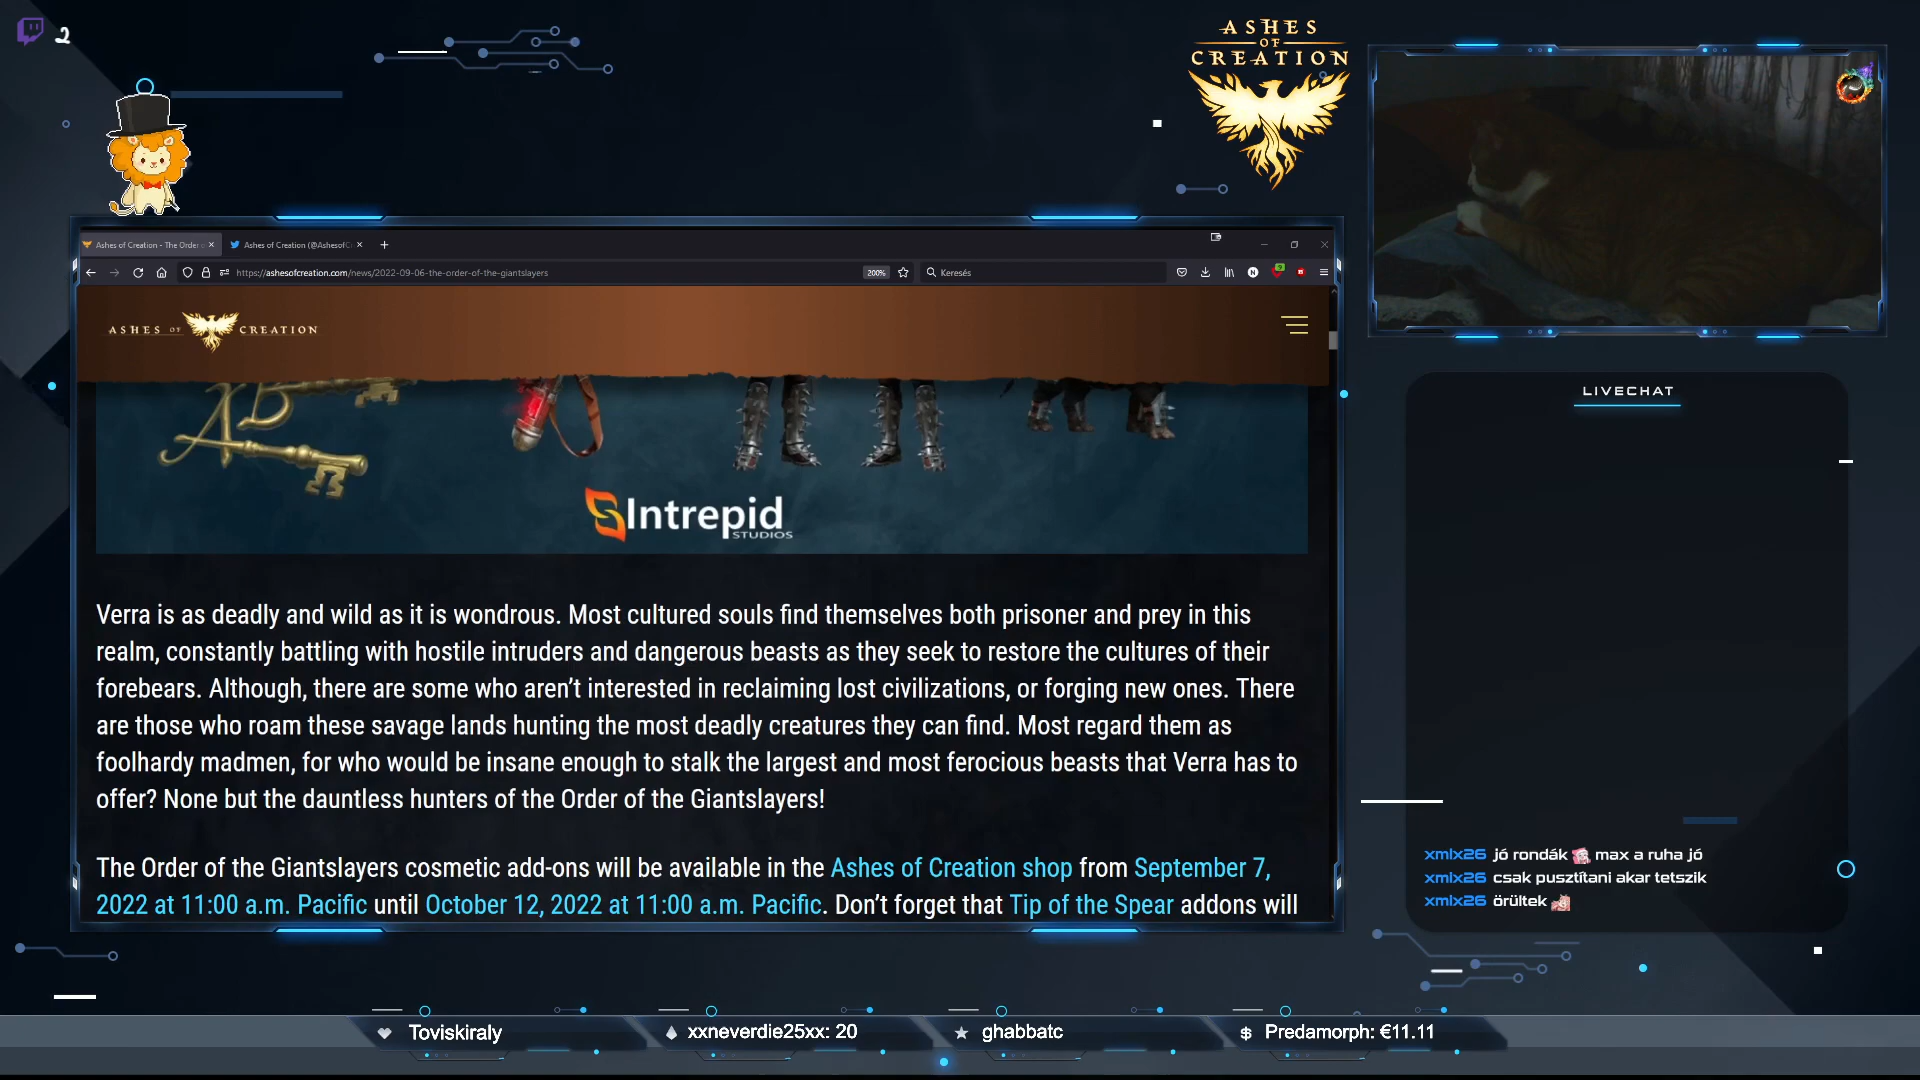 2
ASHES
OF
CREATION
Ashes of Creation - The Order o
Ashes of Creation (@AshesofC
https://ashesofcreation.com/news/2022-09-06-the-order-of-the-giantslayers
200%
Keresés
ASHES OF CREATION
Intrepid
STUDIOS
Verra is as deadly and wild as it is wondrous. Most cultured souls find themselves both prisoner and prey in this
realm, constantly battling with hostile intruders and dangerous beasts as they seek to restore the cultures of their
forebears. Although, there are some who aren't interested in reclaiming lost civilizations, or forging new ones. There
are those who roam these savage lands hunting the most deadly creatures they can find. Most regard them as
foolhardy madmen, for who would be insane enough to stalk the largest and most ferocious beasts that Verra has to
offer? None but the dauntless hunters of the Order of the Giantslayers!
The Order of the Giantslayers cosmetic add-ons will be available in the Ashes of Creation shop from September 7,
2022 at 11:00 a.m. Pacific until October 12, 2022 at 11:00 a.m. Pacific. Don't forget that Tip of the Spear addons will
LIVECHAT
xmlx26 jó rondák max a ruha jó
xmlx26 csak pusztítani akar tetszik
xmlx26 örültek
Toviskiraly
xxneverdie25xx: 20
ghabbatc
Predamorph: €11.11